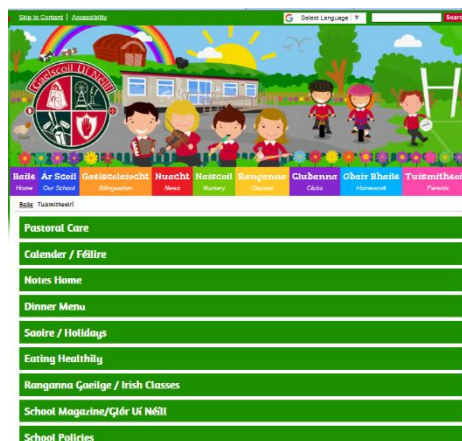 Skip to Content | Accessibility
Select Language ▼
Gaelscoil Uí Néill
Baile Ár Scoil Gaelscolaíocht Nuacht Naíscoil Ranganna Clubanna Obair Bhaile
Home Our School Bilingualism News Nursery Classes Clubs Homework Parents
Baile Tuismitheoirí
Pastoral Care
Calender / Féilire
Notes Home
Dinner Menu
Saoire / Holidays
Eating Healthily
Ranganna Gaeilge / Irish Classes
School Magazine/Glór Uí Néill
School Policies